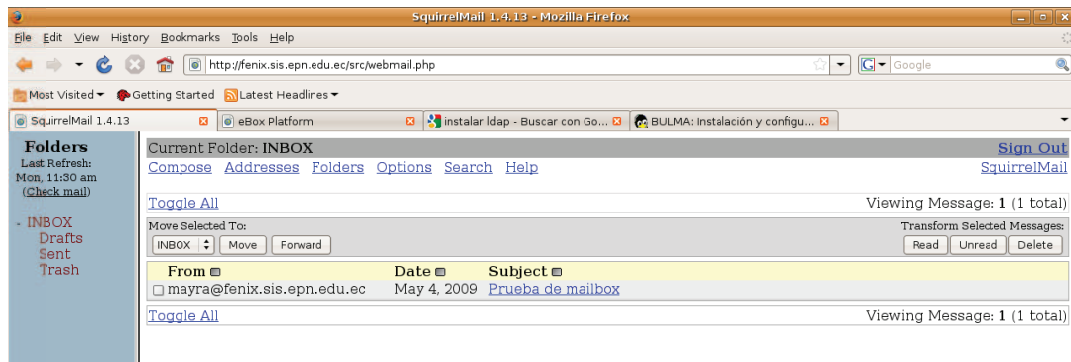 SquirrelMail 1.4.13 - Mozilla Firefox
File Edit View History Bookmarks Tools Help
http://fenix.sis.epn.edu.ec/src/webmail.php
G Google
Most Visited Getting Started Latest Headlines
SquirrelMail 1.4.13 eBox Platform instalar ldap - Buscar con Go... BULMA: Instalación y configu...
Folders
Last Refresh:
Mon, 11:30 am
(Check mail)
- INBOX
Drafts
Sent
Trash
Current Folder: INBOX Sign Out
Compose Addresses Folders Options Search Help SquirrelMail
Toggle All Viewing Message: 1 (1 total)
Move Selected To: Transform Selected Messages:
INBOX Move Forward Read Unread Delete
From Date Subject
mayra@fenix.sis.epn.edu.ec May 4, 2009 Prueba de mailbox
Toggle All Viewing Message: 1 (1 total)